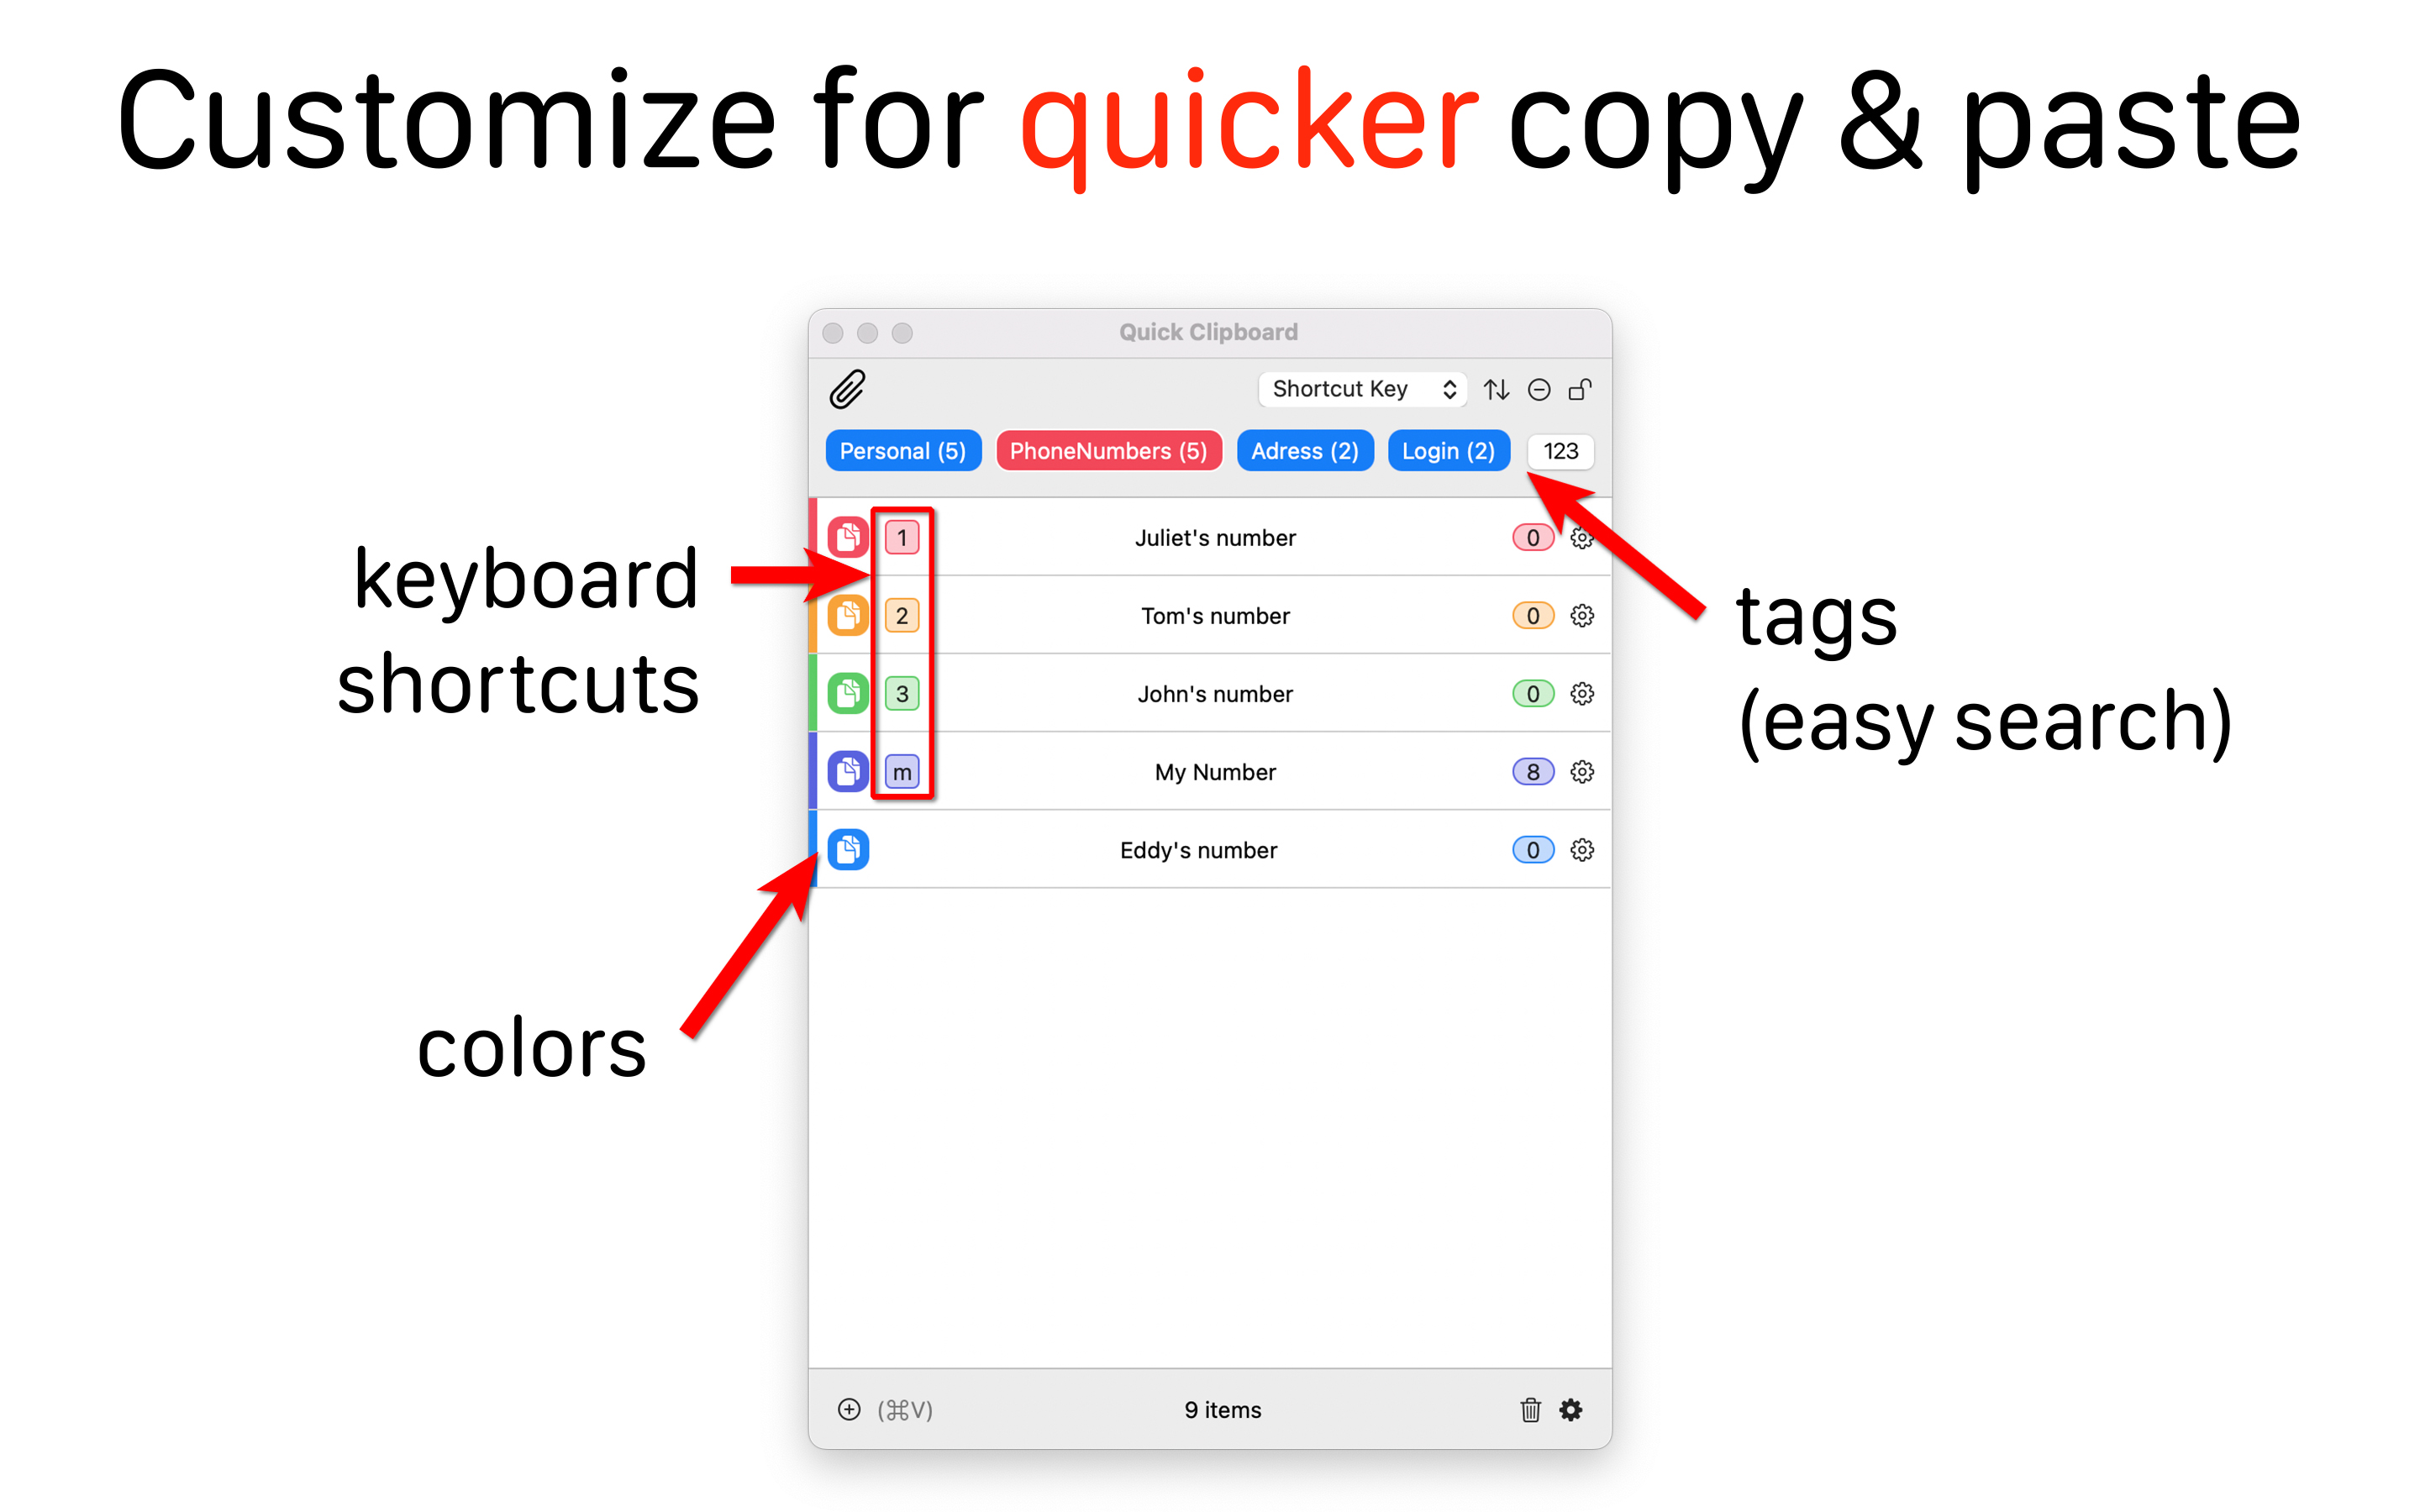 Customize for quicker copy & paste
Quick Clipboard
Shortcut Key
Personal (5) PhoneNumbers (5) Adress (2) Login (2) 123
1 Juliet's number 0
2 Tom's number 0
3 John's number 0
m My Number 8
Eddy's number 0
keyboard
shortcuts
tags
(easy search)
colors
(⌘V) 9 items